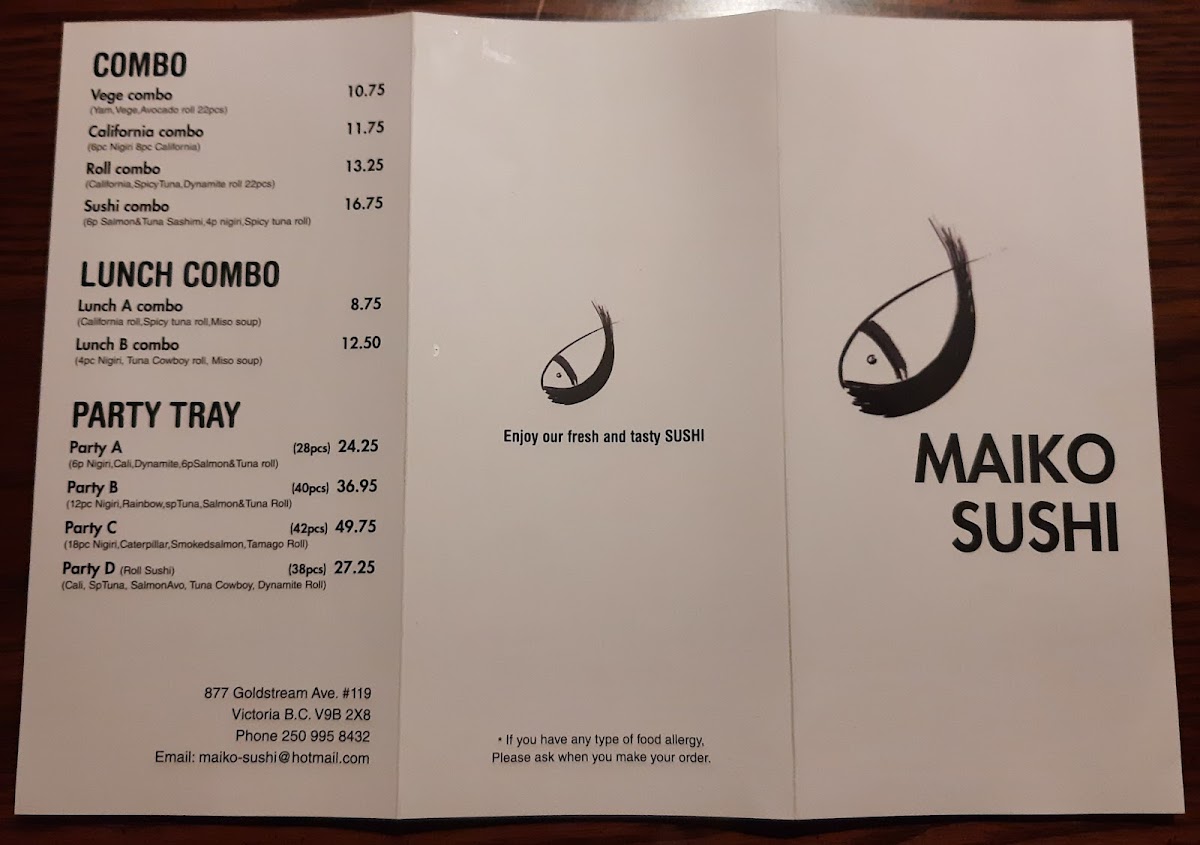 COMBO
Vege combo 10.75
(Yam,Vege,Avocado roll 22pcs)
California combo 11.75
(6pc Nigiri 8pc California)
Roll combo 13.25
(California,SpicyTuna,Dynamite roll 22pcs)
Sushi combo 16.75
(6p Salmon&Tuna Sashimi,4p nigiri,Spicy tuna roll)
LUNCH COMBO
Lunch A combo 8.75
(California roll,Spicy tuna roll,Miso soup)
Lunch B combo 12.50
(4pc Nigiri, Tuna Cowboy roll, Miso soup)
PARTY TRAY
Party A (28pcs) 24.25
(6p Nigiri,Cali,Dynamite,6pSalmon&Tuna roll)
Party B (40pcs) 36.95
(12pc Nigiri,Rainbow,spTuna,Salmon&Tuna Roll)
Party C (42pcs) 49.75
(18pc Nigiri,Caterpillar,Smokedsalmon,Tamago Roll)
Party D (Roll Sushi) (38pcs) 27.25
(Cali, SpTuna, SalmonAvo, Tuna Cowboy, Dynamite Roll)
877 Goldstream Ave. #119
Victoria B.C. V9B 2X8
Phone 250 995 8432
Email: maiko-sushi@hotmail.com
Enjoy our fresh and tasty SUSHI
* If you have any type of food allergy,
Please ask when you make your order.
MAIKO
SUSHI